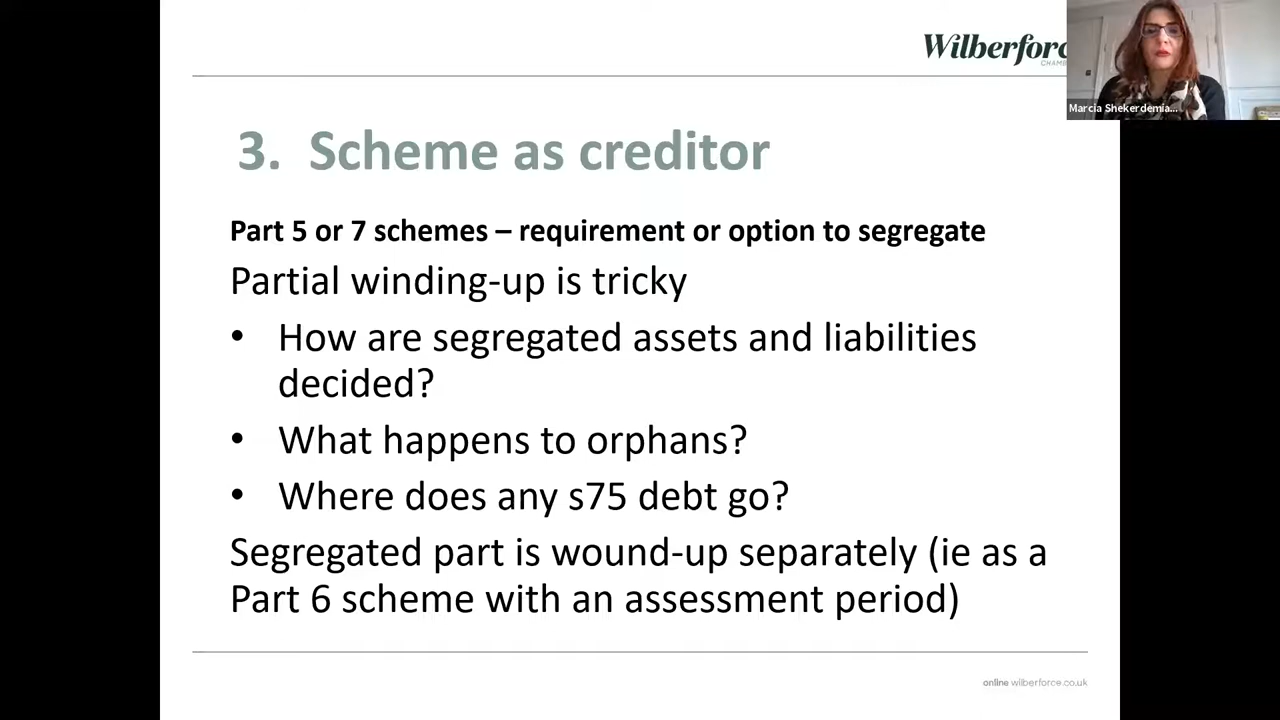 Wilberforc
CHAMB
Marcia Shekerdemia...
3. Scheme as creditor
Part 5 or 7 schemes – requirement or option to segregate
Partial winding-up is tricky
• How are segregated assets and liabilities
decided?
• What happens to orphans?
• Where does any s75 debt go?
Segregated part is wound-up separately (ie as a
Part 6 scheme with an assessment period)
online wilberforce.co.uk